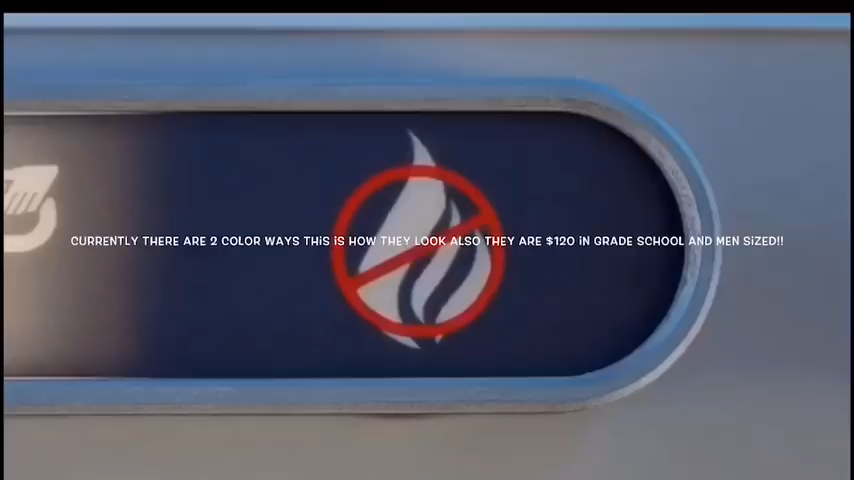 CURRENTLY THERE ARE 2 COLOR WAYS THiS iS HOW THEY LOOK ALSO THEY ARE $120 iN GRADE SCHOOL AND MEN SiZED!!